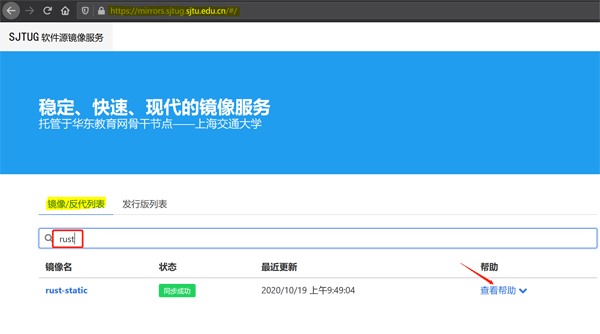 https://mirrors.sjtug.sjtu.edu.cn/#/
SJTUG 软件源镜像服务
稳定、快速、现代的镜像服务
托管于华东教育网骨干节点——上海交通大学
镜像/反代列表 发行版列表
rust
镜像名 状态 最近更新 帮助
rust-static 同步成功 2020/10/19 上午9:49:04 查看帮助